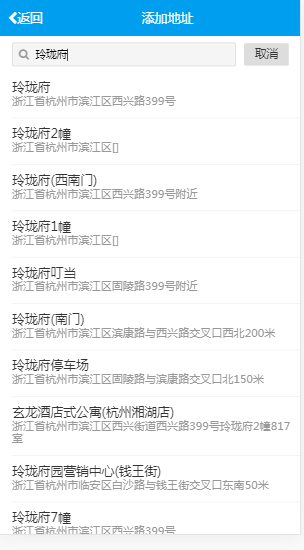 返回
添加地址
玲珑府
取消
玲珑府
浙江首杭州市滨江区西兴路399号
玲珑府2幢
浙江首杭州市滨江区[]
玲珑府(西南门)
浙江首杭州市滨江区西兴路399号附近
玲珑府1幢
浙江首杭州市滨江区[]
玲珑府叮当
浙江首杭州市滨江区固陵路399号附近
玲珑府(南门)
浙江首杭州市滨江区滨康路与西兴路交叉口西北200米
玲珑府停车场
浙江首杭州市滨江区固陵路与滨康路交叉口北150米
玄龙酒店式公寓(杭州湘湖店)
浙江首杭州市滨江区西兴街道西兴路399号玲珑府2幢817
室
玲珑府园营销中心(钱王街)
浙江首杭州市临安区白沙路与钱王街交叉口东南50米
玲珑府7幢
浙江首杭州市滨江区西兴路399号